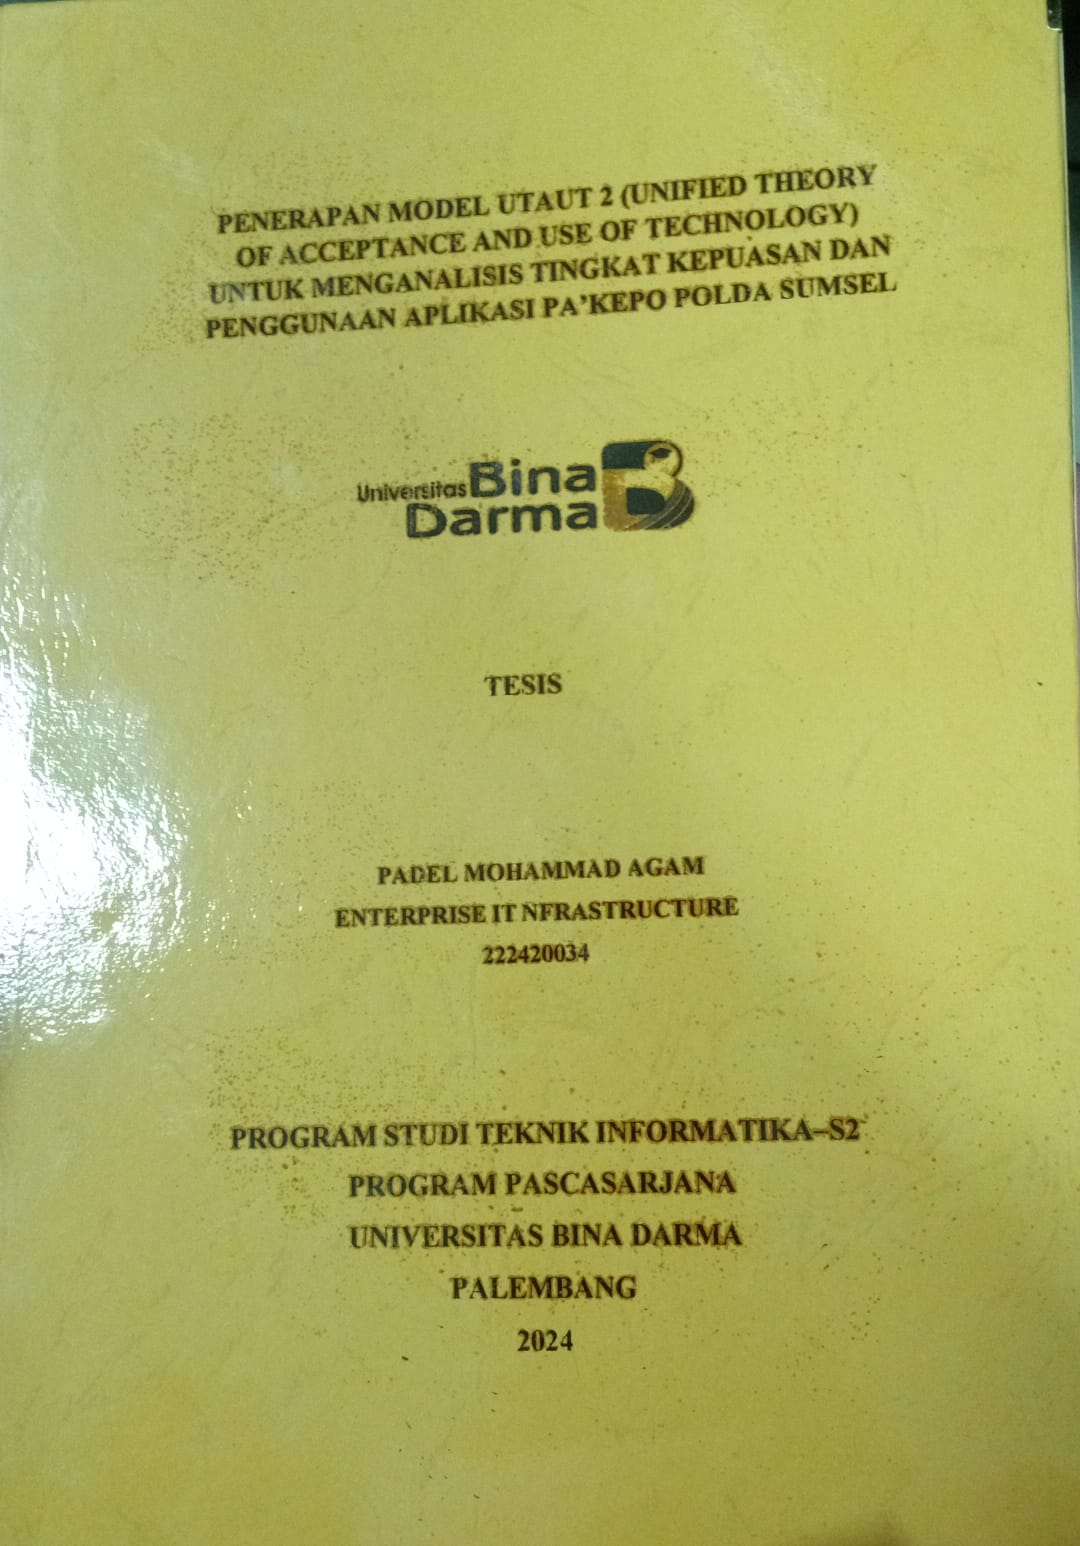 PENERAPAN MODEL UTAUT 2 (UNIFIED THEORY
OF ACCEPTANCE AND USE OF TECHNOLOGY)
UNTUK MENGANALISIS TINGKAT KEPUASAN DAN
PENGGUNAAN APLIKASI PA'KEPO POLDA SUMSEL
Universitas Bina
Darma
TESIS
PADEL MOHAMMAD AGAM
ENTERPRISE IT NFRASTRUCTURE
222420034
PROGRAM STUDI TEKNIK INFORMATIKA–S2
PROGRAM PASCASARJANA
UNIVERSITAS BINA DARMA
PALEMBANG
2024